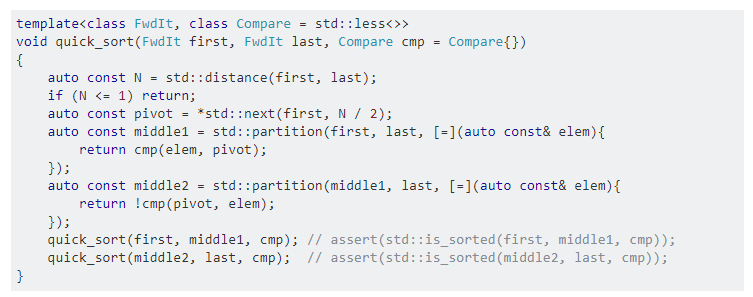 template<class FwdIt, class Compare = std::less<>>
void quick_sort(FwdIt first, FwdIt last, Compare cmp = Compare{})
{
    auto const N = std::distance(first, last);
    if (N <= 1) return;
    auto const pivot = *std::next(first, N / 2);
    auto const middle1 = std::partition(first, last, [=](auto const& elem){
        return cmp(elem, pivot);
    });
    auto const middle2 = std::partition(middle1, last, [=](auto const& elem){
        return !cmp(pivot, elem);
    });
    quick_sort(first, middle1, cmp); // assert(std::is_sorted(first, middle1, cmp));
    quick_sort(middle2, last, cmp);  // assert(std::is_sorted(middle2, last, cmp));
}